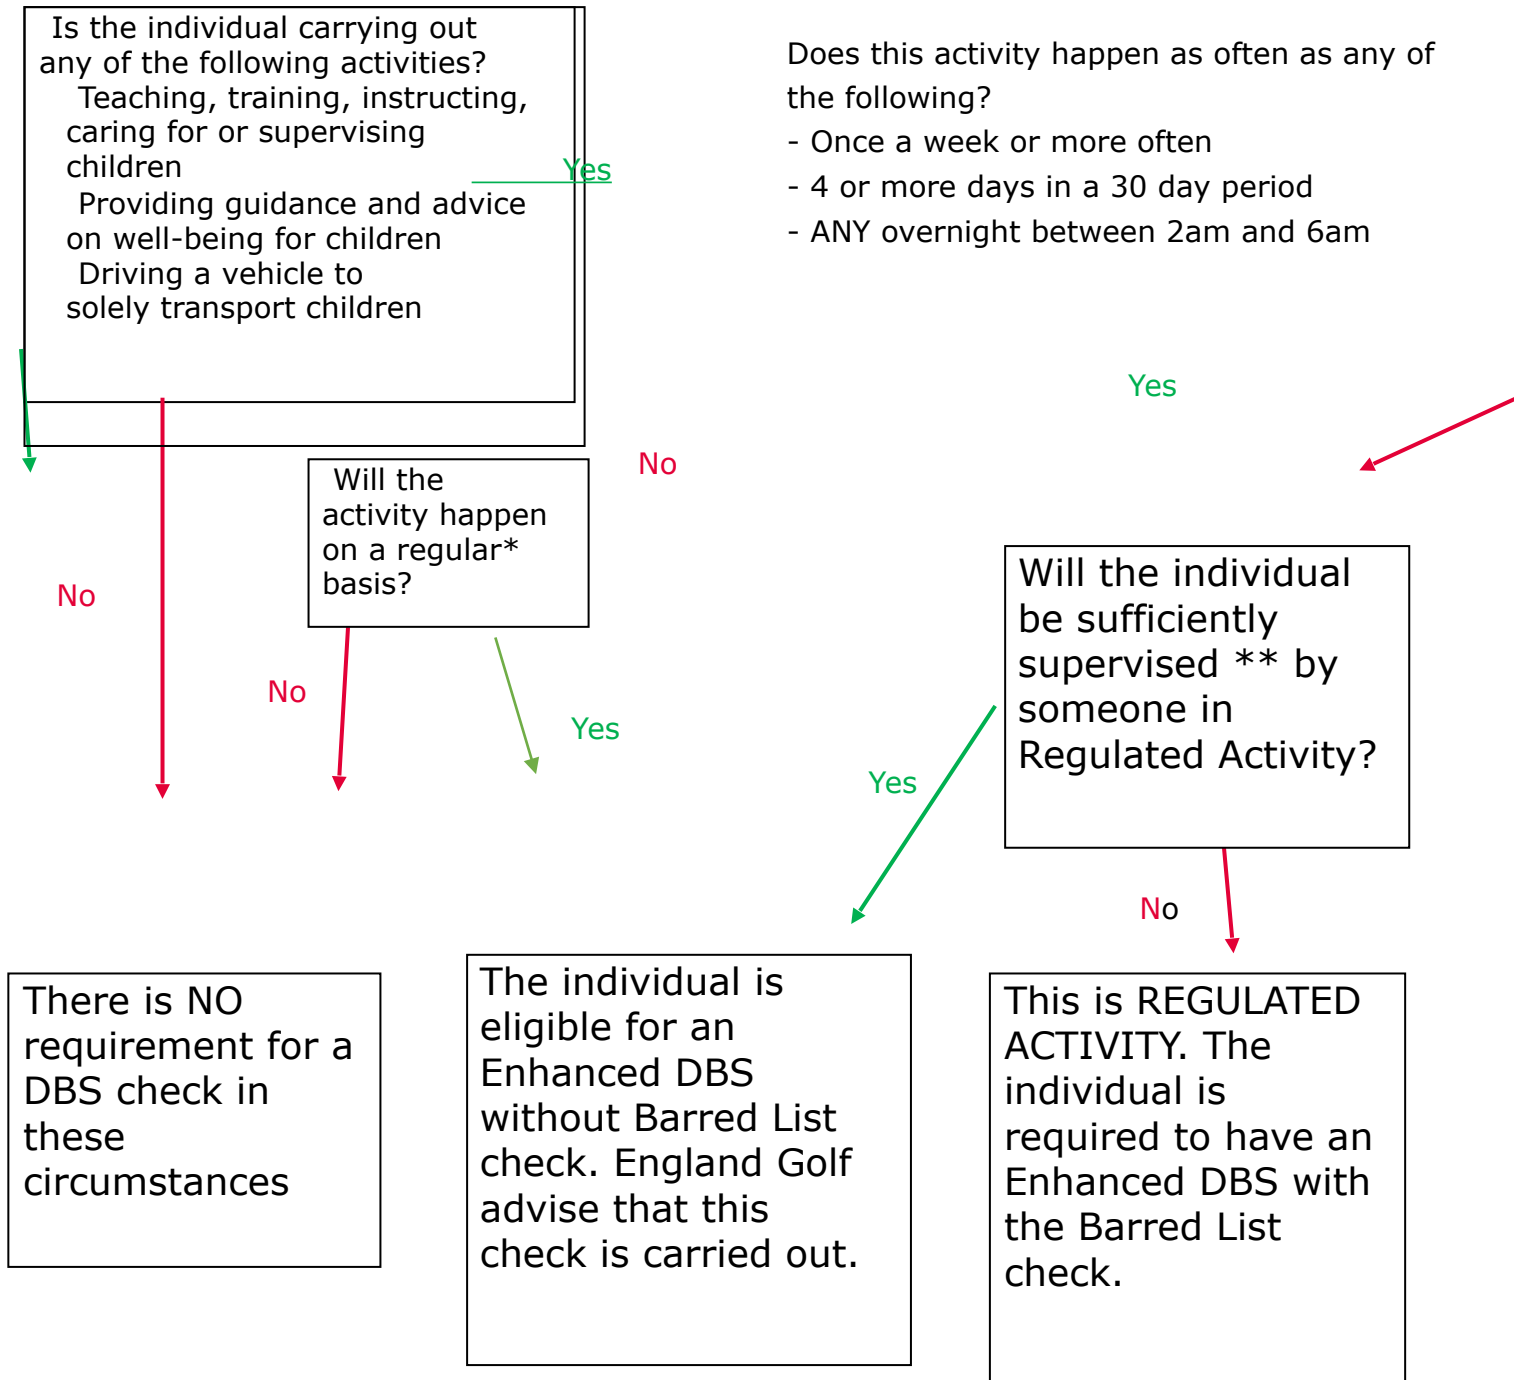 Is the individual carrying out
any of the following activities?
Teaching, training, instructing,
caring for or supervising
children
Providing guidance and advice
on well-being for children
Driving a vehicle to
solely transport children
Yes
Does this activity happen as often as any of
the following?
- Once a week or more often
- 4 or more days in a 30 day period
- ANY overnight between 2am and 6am
Yes
No
Will the
activity happen
on a regular*
basis?
No
No
Yes
Will the individual
be sufficiently
supervised ** by
someone in
Regulated Activity?
Yes
No
There is NO
requirement for a
DBS check in
these
circumstances
The individual is
eligible for an
Enhanced DBS
without Barred List
check. England Golf
advise that this
check is carried out.
This is REGULATED
ACTIVITY. The
individual is
required to have an
Enhanced DBS with
the Barred List
check.